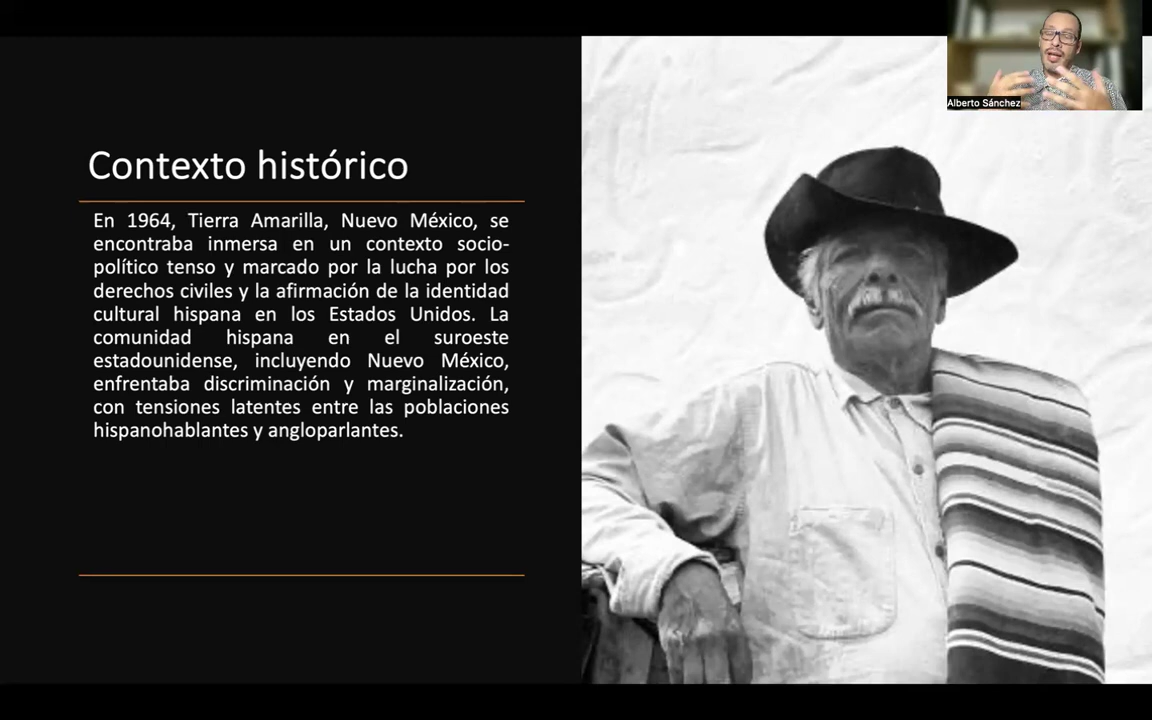 Alberto Sánchez
Contexto histórico
En 1964, Tierra Amarilla, Nuevo México, se
encontraba inmersa en un contexto socio-
político tenso y marcado por la lucha por los
derechos civiles y la afirmación de la identidad
cultural hispana en los Estados Unidos. La
comunidad hispana en el suroeste
estadounidense, incluyendo Nuevo México,
enfrentaba discriminación y marginalización,
con tensiones latentes entre las poblaciones
hispanohablantes y angloparlantes.